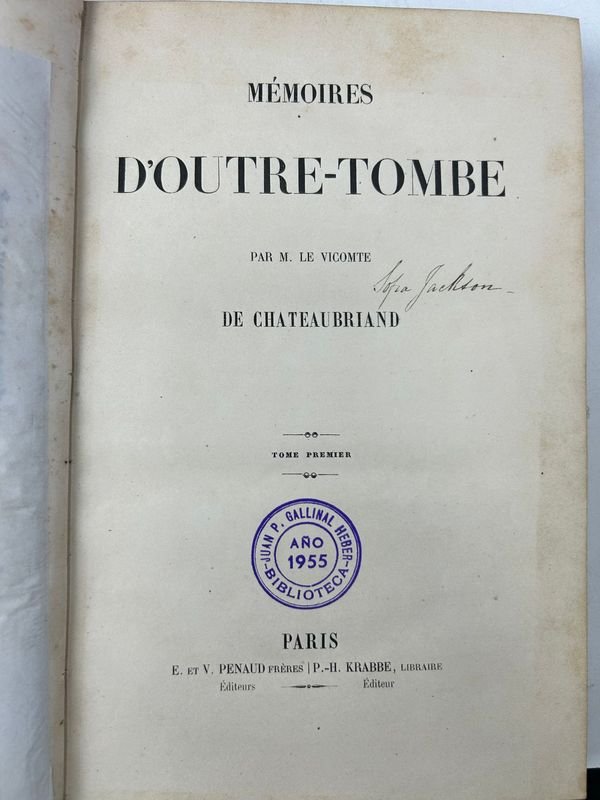 MÉMOIRES
D'OUTRE-TOMBE
PAR M. LE VICOMTE
Sofia Jackson
DE CHATEAUBRIAND
TOME PREMIER
JUAN P. GALLINAL HEBER
AÑO
1955
BIBLIOTECA
PARIS
E. ET V. PENAUD FRÈRES | P.-H. KRABBE, LIBRAIRE
Éditeurs Éditeur